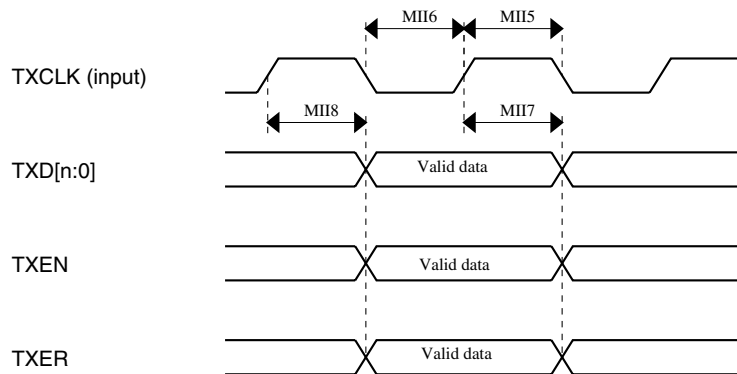 MII6 MII5
TXCLK (input)
MII8 MII7
TXD[n:0] Valid data
TXEN Valid data
TXER Valid data